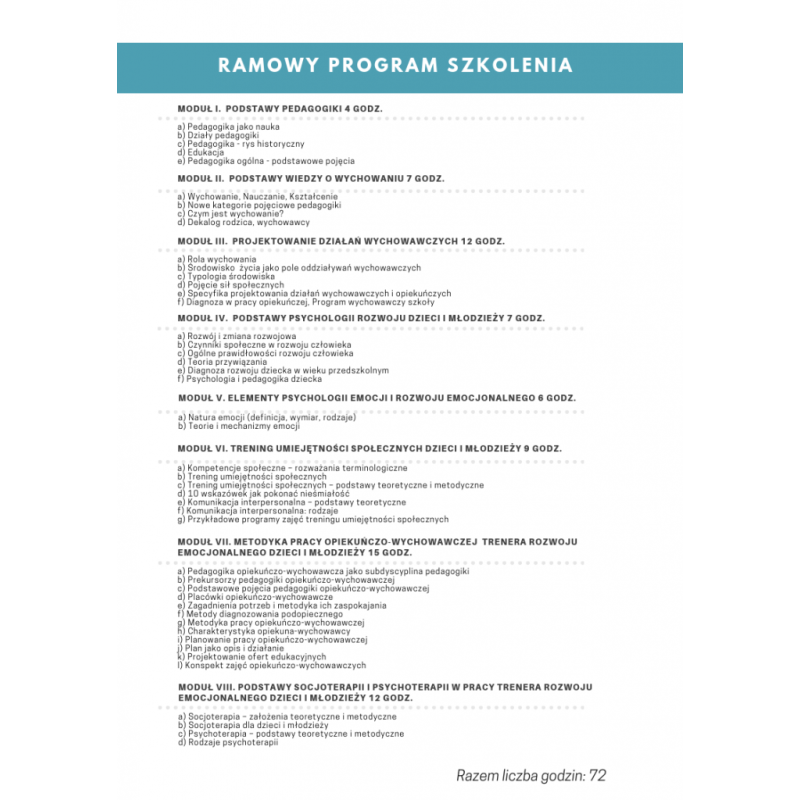 RAMOWY PROGRAM SZKOLENIA
MODUŁ I. PODSTAWY PEDAGOGIKI 4 GODZ.
a) Pedagogika jako nauka
b) Działy pedagogiki
c) Pedagogika - rys historyczny
d) Edukacja
e) Pedagogika ogólna - podstawowe pojęcia
MODUŁ II. PODSTAWY WIEDZY O WYCHOWANIU 7 GODZ.
a) Wychowanie, Nauczanie, Kształcenie
b) Nowe kategorie pojęciowe pedagogiki
c) Czym jest wychowanie?
d) Dekalog rodzica, wychowawcy
MODUŁ III. PROJEKTOWANIE DZIAŁAŃ WYCHOWAWCZYCH 12 GODZ.
a) Rola wychowania
b) Środowisko życia jako pole oddziaływań wychowawczych
c) Typologia środowiska
d) Pojęcie sił społecznych
e) Specyfika projektowania działań wychowawczych i opiekuńczych
f) Diagnoza w pracy opiekuńczej, Program wychowawczy szkoły
MODUŁ IV. PODSTAWY PSYCHOLOGII ROZWOJU DZIECI I MŁODZIEŻY 7 GODZ.
a) Rozwój i zmiana rozwojowa
b) Czynniki społeczne w rozwoju człowieka
c) Ogólne prawidłowości rozwoju człowieka
d) Teoria przywiązania
e) Diagnoza rozwoju dziecka w wieku przedszkolnym
f) Psychologia i pedagogika dziecka
MODUŁ V. ELEMENTY PSYCHOLOGII EMOCJI I ROZWOJU EMOCJONALNEGO 6 GODZ.
a) Natura emocji (definicja, wymiar, rodzaje)
b) Teorie i mechanizmy emocji
MODUŁ VI. TRENING UMIEJĘTNOŚCI SPOŁECZNYCH DZIECI I MŁODZIEŻY 9 GODZ.
a) Kompetencje społeczne – rozważania terminologiczne
b) Trening umiejętności społecznych
c) Trening umiejętności społecznych – podstawy teoretyczne i metodyczne
d) 10 wskazówek jak pokonać nieśmiałość
e) Komunikacja interpersonalna – podstawy teoretyczne
f) Komunikacja interpersonalna: rodzaje
g) Przykładowe programy zajęć treningu umiejętności społecznych
MODUŁ VII. METODYKA PRACY OPIEKUŃCZO-WYCHOWAWCZEJ TRENERA ROZWOJU
EMOCJONALNEGO DZIECI I MŁODZIEŻY 15 GODZ.
a) Pedagogika opiekuńczo-wychowawcza jako subdyscyplina pedagogiki
b) Prekursorzy pedagogiki opiekuńczo-wychowawczej
c) Podstawowe pojęcia pedagogiki opiekuńczo-wychowawczej
d) Placówki opiekuńczo-wychowawcze
e) Zagadnienia potrzeb i metodyka ich zaspokajania
f) Metody diagnozowania podopiecznego
g) Metodyka pracy opiekuńczo-wychowawczej
h) Charakterystyka opiekuna-wychowawcy
i) Planowanie pracy opiekuńczo-wychowawczej
j) Plan jako opis i działanie
k) Projektowanie ofert edukacyjnych
l) Konspekt zajęć opiekuńczo-wychowawczych
MODUŁ VIII. PODSTAWY SOCJOTERAPII I PSYCHOTERAPII W PRACY TRENERA ROZWOJU
EMOCJONALNEGO DZIECI I MŁODZIEŻY 12 GODZ.
a) Socjoterapia – założenia teoretyczne i metodyczne
b) Socjoterapia dla dzieci i młodzieży
c) Psychoterapia – podstawy teoretyczne i metodyczne
d) Rodzaje psychoterapii
Razem liczba godzin: 72